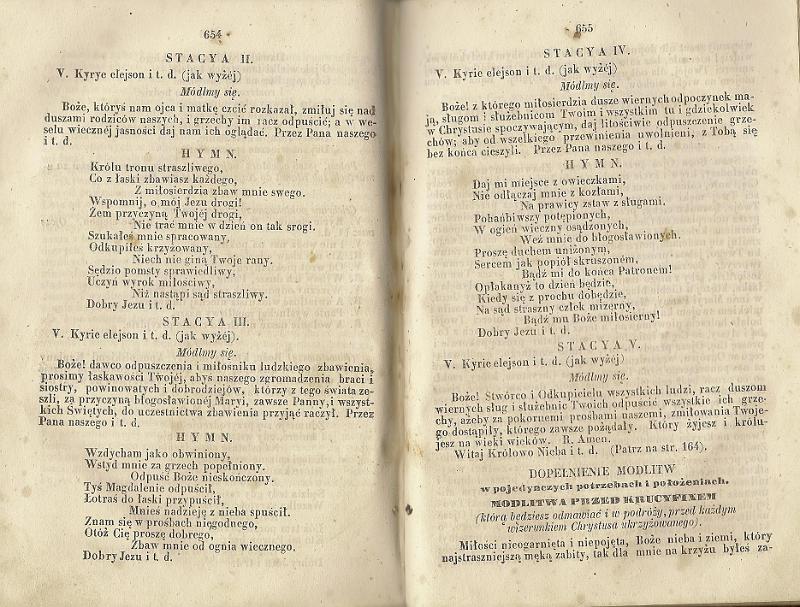 654
STACYA II.
V. Kyrye elejson i t. d. (jak wyżej)
Módlmy się.
Boże, któryś nam ojca i matkę czcić rozkazał, zmiłuj się nad
duszami rodziców naszych, i grzechy im racz odpuścić; a w we-
selu wiecznéj jasności daj nam ich oglądać. Przez Pana naszego
i t. d.
HYMN.
Królu tronu straszliwego,
Co z łaski zbawiasz każdego,
Z miłosierdzia zbaw mnie swego.
Wspomnij, o mój Jezu drogi!
Żem przyczyną Twojéj drogi,
Nie trać mnie w dzień on tak srogi.
Szukałeś mnie spracowany,
Odkupiłeś krzyżowany,
Niech nie giną Twoje rany.
Sędzio pomsty sprawiedliwy,
Uczyń wyrok miłościwy,
Niż nastąpi sąd straszliwy.
Dobry Jezu i t. d.
STACYA III.
V. Kyrie elejson i t. d. (jak wyżéj).
Módlmy się.
Boże! dawco odpuszczenia i miłośniku ludzkiego zbawienia,
prosimy łaskawości Twojéj, abyś naszego zgromadzenia braci i
siostry, powinowatych i dobrodziejów, którzy z tego świata ze-
szli, za przyczyną błogosławionéj Maryi, zawsze Panny, i wszyst-
kich Świętych, do uczestnictwa zbawienia przyjąć raczył. Przez
Pana naszego i t. d.
HYMN.
Wzdycham jako obwiniony,
Wstyd mnie za grzech popełniony.
Odpuść Boże nieskończony.
Tyś Magdalenie odpuścił,
Łotraś do łaski przypuścił,
Mnieś nadzieję z nieba spuścił.
Znam się w prośbach niegodnego,
Otóż Cię proszę dobrego,
Zbaw mnie od ognia wiecznego.
Dobry Jezu i t. d.
655
STACYA IV.
V. Kyrie elejson i t. d. (jak wyżéj)
Módlmy się.
Boże! z którego miłosierdzia dusze wiernych odpoczynek ma-
ją, sługom i służebnicom Twoim i wszystkim tu i gdziekolwiek
w Chrystusie spoczywającym, daj litościwie odpuszczenie grze-
chów; aby od wszelkiego przewinienia uwolnieni, z Tobą się
bez końca cieszyli. Przez Pana naszego i t. d.
HYMN.
Daj mi miejsce z owieczkami,
Nie odłączaj mnie z kozłami,
Na prawicy zstaw z sługami.
Pohańbiwszy potępionych,
W ogień wieczny osądzonych,
Weź mnie do błogosławionych.
Proszę duchem uniżonym,
Sercem jak popiół skruszoném,
Bądź mi do końca Patronem!
Opłakanyż to dzień będzie,
Kiedy się z prochu dobędzie,
Na sąd straszny człek mizerny,
Bądź mu Boże miłosierny!
Dobry Jezu i t. d.
STACYA V.
V. Kyrie elejson i t. d. (jak wyżéj)
Módlmy się.
Boże! Stwórco i Odkupicielu wszystkich ludzi, racz duszom
wiernych sług i służebnic Twoich odpuścić wszystkie ich grze-
chy, ażeby za pokornemi prośbami naszemi, zmiłowania Twoje-
go dostąpiły, którego zawsze pożądały. Który żyjesz i królu-
jesz na wieki wieków. R. Amen.
Witaj Królowo Nieba i t. d. (Patrz na str. 164).
DOPEŁNIENIE MODLITW
w pojedyńczych potrzebach i położeniach.
MODLITWA PRZED KRUCYFIXEM
(którą będziesz odmawiać i w podróży, przed każdym
wizerunkiem Chrystusa ukrzyżowanego).
Miłości nieogarnięta i niepojęta, Boże nieba i ziemi, który
najstraszniejszą męką zabity, tak dla mnie na krzyżu byłeś za-